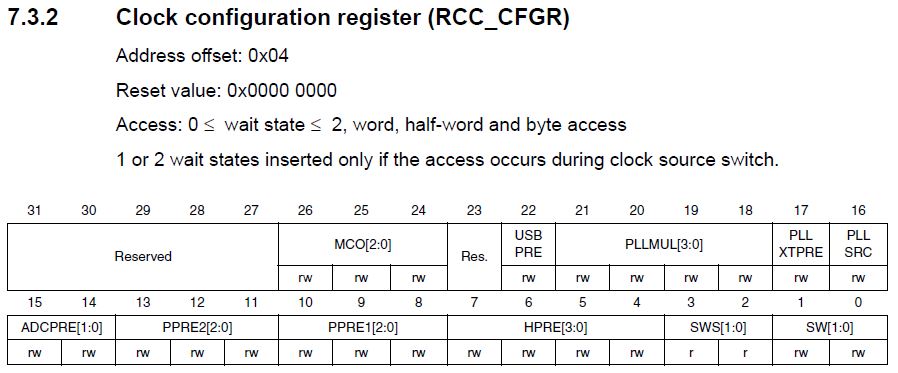 7.3.2 Clock configuration register (RCC_CFGR)
Address offset: 0x04
Reset value: 0x0000 0000
Access: 0 ≤ wait state ≤ 2, word, half-word and byte access
1 or 2 wait states inserted only if the access occurs during clock source switch.
31 30 29 28 27 26 25 24 23 22 21 20 19 18 17 16
Reserved MCO[2:0] Res. USB PRE PLLMUL[3:0] PLL XTPRE PLL SRC
rw rw rw rw rw rw rw rw rw rw
15 14 13 12 11 10 9 8 7 6 5 4 3 2 1 0
ADCPRE[1:0] PPRE2[2:0] PPRE1[2:0] HPRE[3:0] SWS[1:0] SW[1:0]
rw rw rw rw rw rw rw rw rw rw rw rw r r rw rw